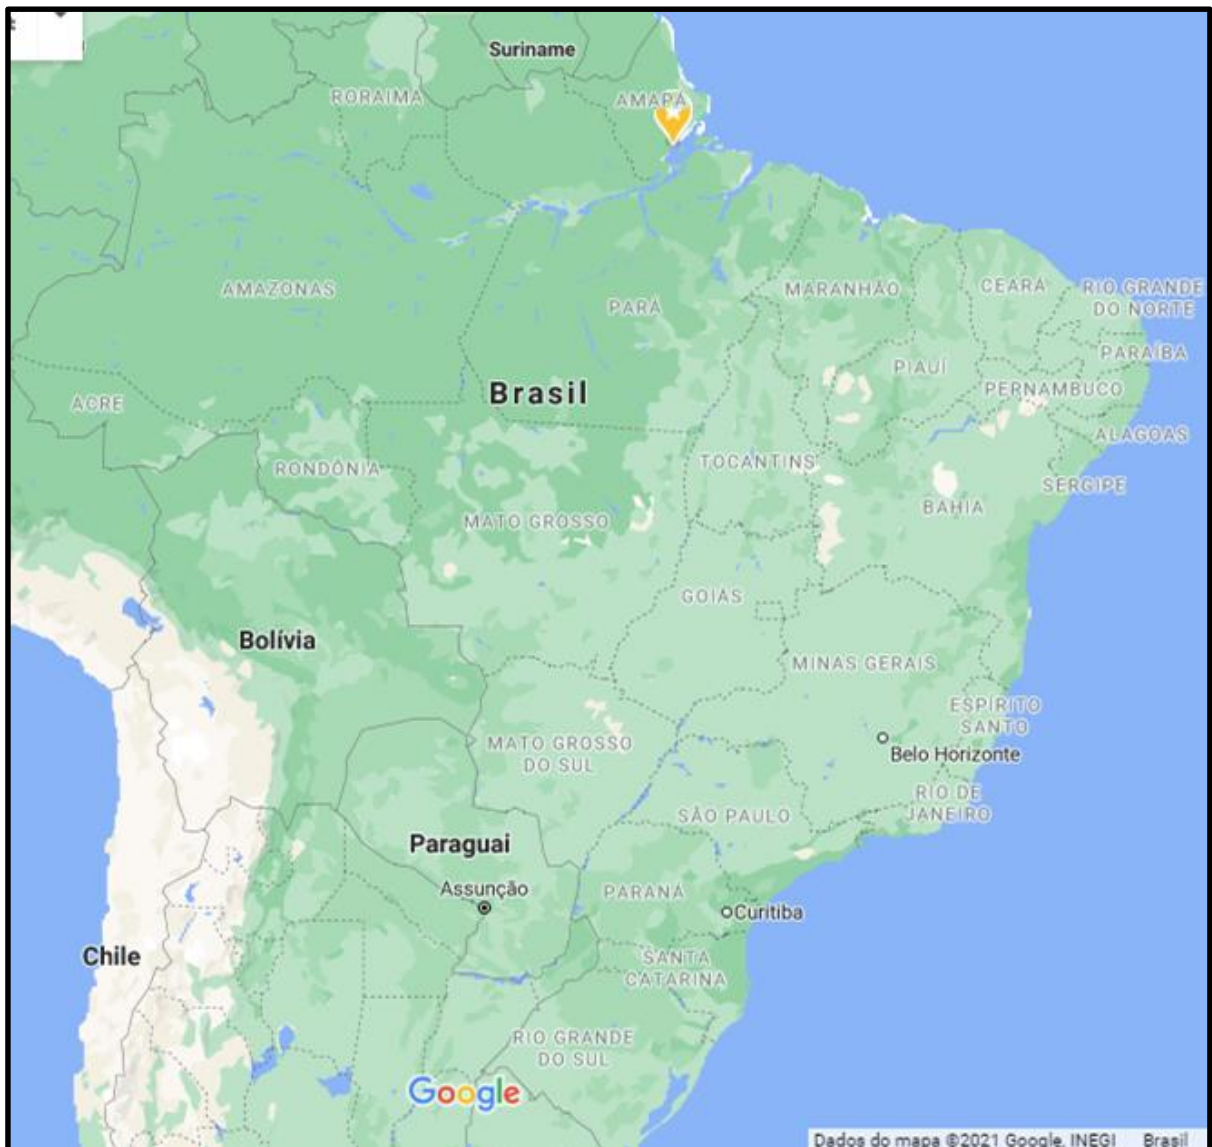 Suriname
RORAIMA
AMAPÁ
AMAZONAS
PARÁ
MARANHÃO
CEARÁ
RIO GRANDE
DO NORTE
PARAÍBA
PIAUÍ
PERNAMBUCO
Brasil
ACRE
ALAGOAS
TOCANTINS
RONDÔNIA
SERGIPE
BAHIA
MATO GROSSO
GOIÁS
Bolívia
MINAS GERAIS
ESPÍRITO
SANTO
MATO GROSSO
DO SUL
Belo Horizonte
RIO DE
JANEIRO
SÃO PAULO
Paraguai
Assunção
PARANÁ
Curitiba
Chile
SANTA
CATARINA
RIO GRANDE
DO SUL
Google
Dados do mapa ©2021 Google, INEGI Brasil